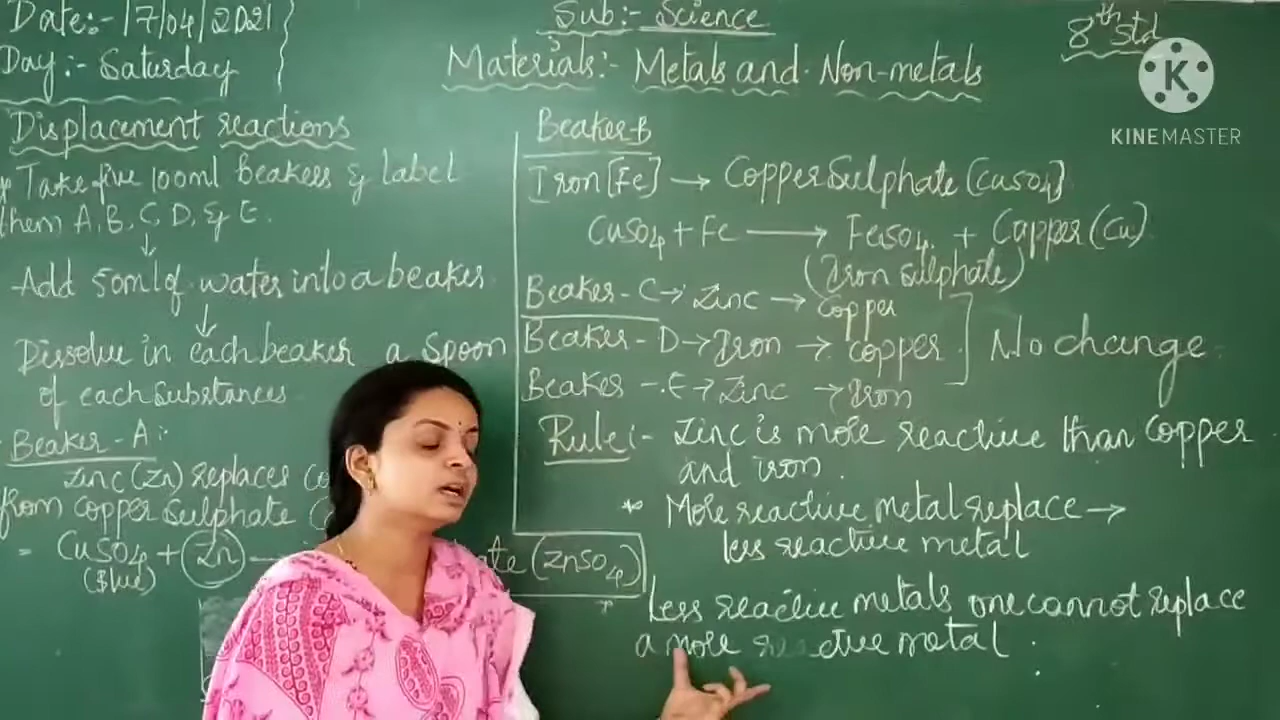 Date:- 17/04/2021
Day:- Saturday
Sub:- Science
8th Std
Materials:- Metals and Non-metals
KINEMASTER
Displacement reactions
* Take five 100ml beakers & label
them A, B, C, D, & E.
↓
Add 50ml of water into a beaker
↓
Dissolve in each beaker a spoon
of each substances
Beaker - A:-
Zinc (Zn) replaces
from copper sulphate
= CuSO4 + Zn
(Blue)
(ZnSO4)
Beaker-B
Iron [Fe] → Copper Sulphate [CuSO4]
CuSO4 + Fe → FeSO4 + Copper (Cu)
(Iron Sulphate)
Beaker - C → Zinc → Copper
Beaker - D → Iron → Copper
Beaker - E → Zinc → Iron
No change
Rule:- Zinc is more reactive than copper
and iron.
* More reactive metal replace →
less reactive metal
Less reactive metals one cannot replace
a more reactive metal.